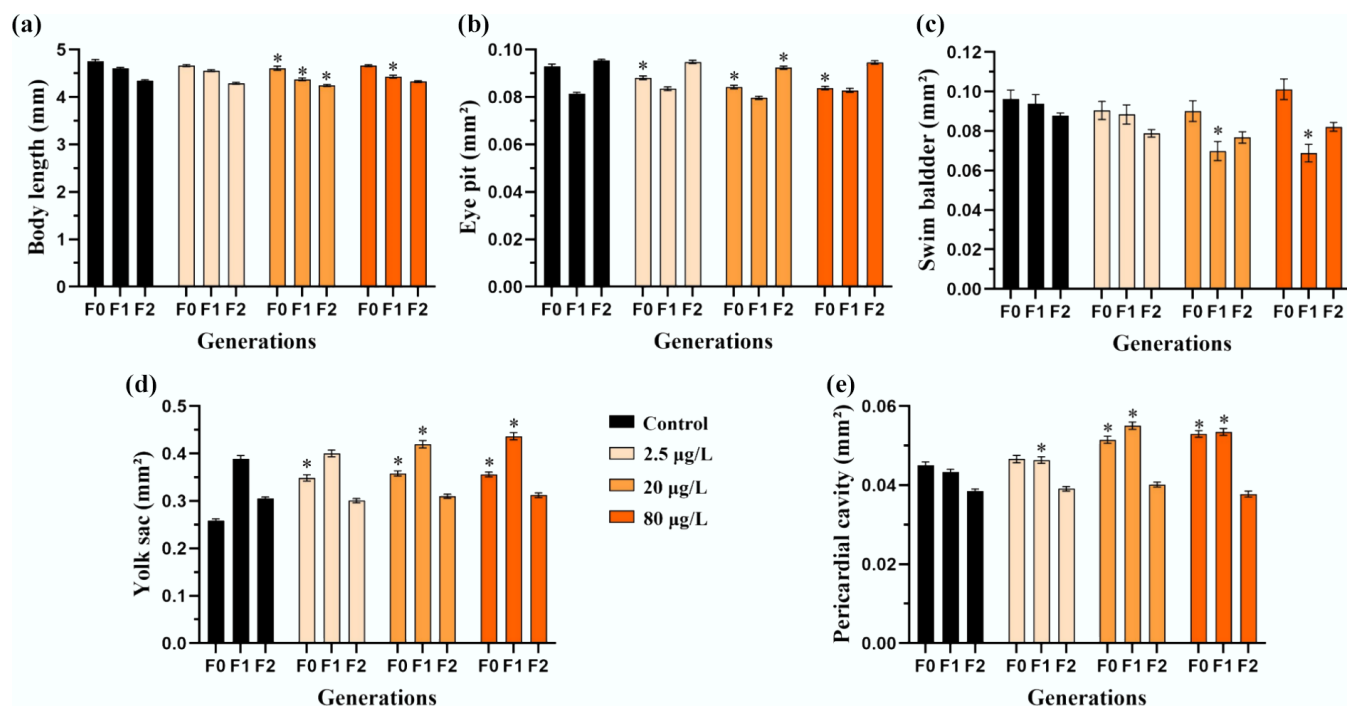 (a)
Body length (mm)
5
4
3
2
1
0
F0 F1 F2 F0 F1 F2 F0 F1 F2 F0 F1 F2
* * * *
Generations
(b)
Eye pit (mm²)
0.10
0.08
0.06
0.04
0.02
0.00
F0 F1 F2 F0 F1 F2 F0 F1 F2 F0 F1 F2
* * * *
Generations
(c)
Swim baldder (mm²)
0.12
0.10
0.08
0.06
0.04
0.02
0.00
F0 F1 F2 F0 F1 F2 F0 F1 F2 F0 F1 F2
* *
Generations
(d)
Yolk sac (mm²)
0.5
0.4
0.3
0.2
0.1
0.0
F0 F1 F2 F0 F1 F2 F0 F1 F2 F0 F1 F2
* * * * *
Generations
Control
2.5 μg/L
20 μg/L
80 μg/L
(e)
Pericardial cavity (mm²)
0.06
0.04
0.02
0.00
F0 F1 F2 F0 F1 F2 F0 F1 F2 F0 F1 F2
* * * * *
Generations